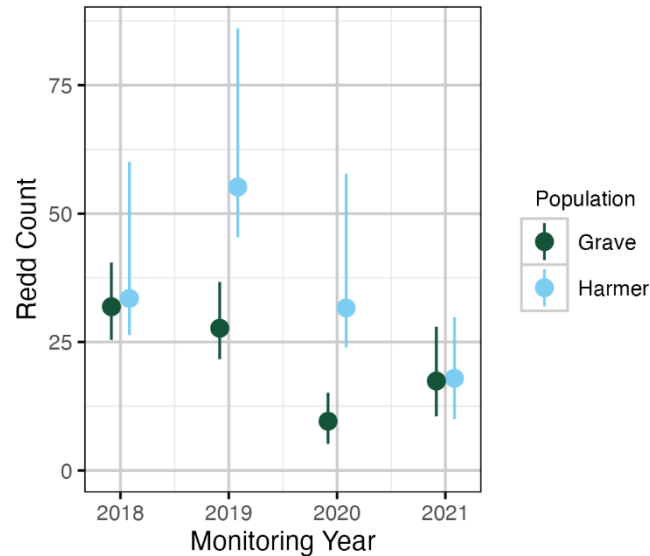 75
50
25
0
Redd Count
2018 2019 2020 2021
Monitoring Year
Population
Grave
Harmer